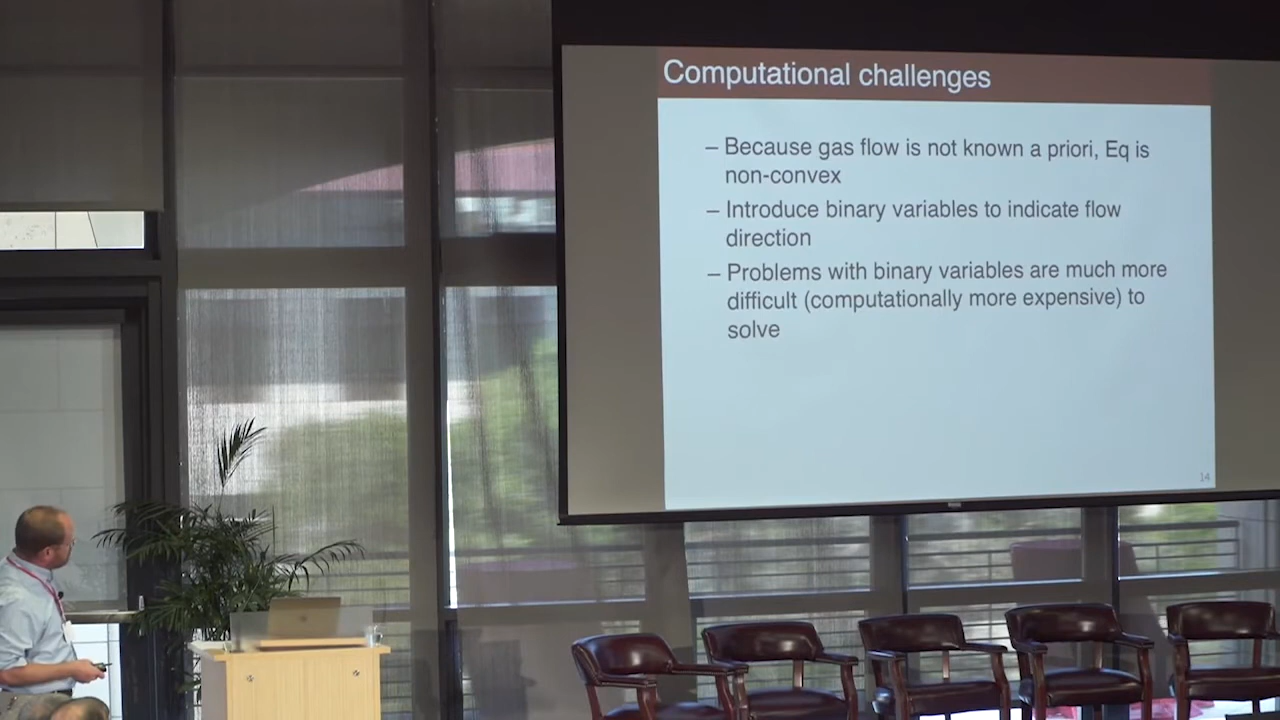 Computational challenges
– Because gas flow is not known a priori, Eq is
non-convex
– Introduce binary variables to indicate flow
direction
– Problems with binary variables are much more
difficult (computationally more expensive) to
solve
14